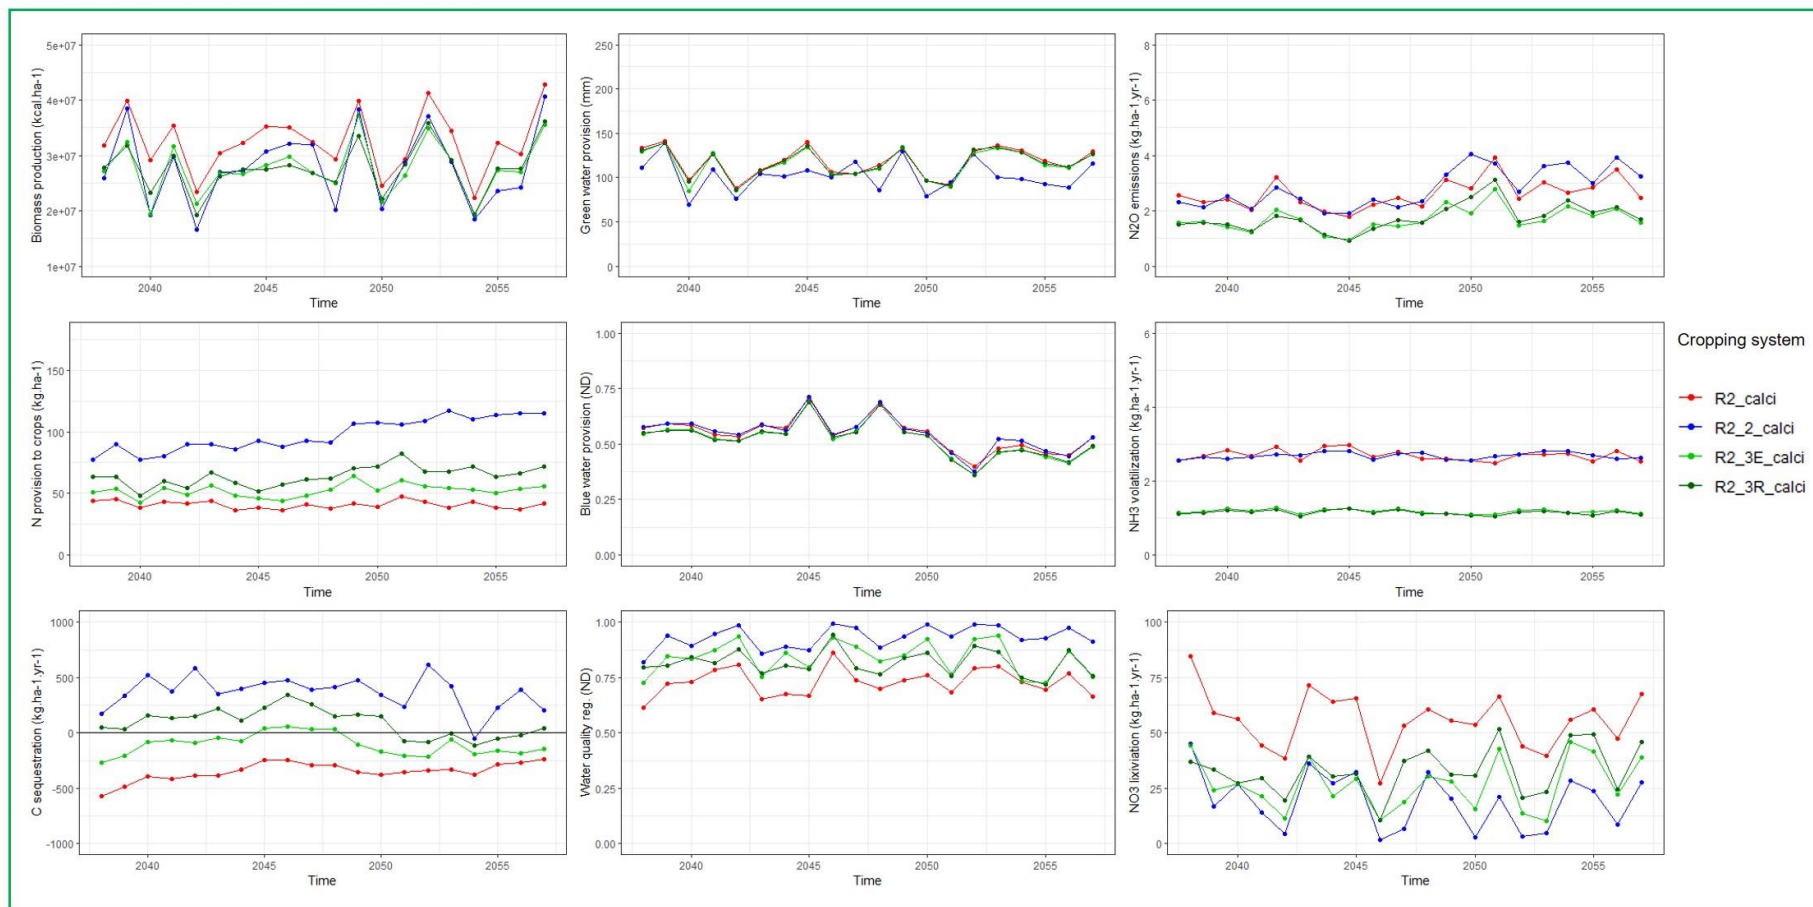 Biomass production (kcal.ha-1)
5e+07
4e+07
3e+07
2e+07
1e+07
2040
2045
2050
2055
Time
Green water provision (mm)
250
200
150
100
50
0
2040
2045
2050
2055
Time
N2O emissions (kg.ha-1.yr-1)
8
6
4
2
0
2040
2045
2050
2055
Time
N provision to crops (kg.ha-1)
150
100
50
0
2040
2045
2050
2055
Time
Blue water provision (ND)
1.00
0.75
0.50
0.25
0.00
2040
2045
2050
2055
Time
NH3 volatization (kg.ha-1.yr-1)
6
4
2
0
2040
2045
2050
2055
Time
Cropping system
R2_calci
R2_2_calci
R2_3E_calci
R2_3R_calci
C sequestration (kg.ha-1.yr-1)
1000
500
0
-500
-1000
2040
2045
2050
2055
Time
Water quality reg. (ND)
1.00
0.75
0.50
0.25
0.00
2040
2045
2050
2055
Time
NO3 lixiviation (kg.ha-1.yr-1)
100
75
50
25
0
2040
2045
2050
2055
Time